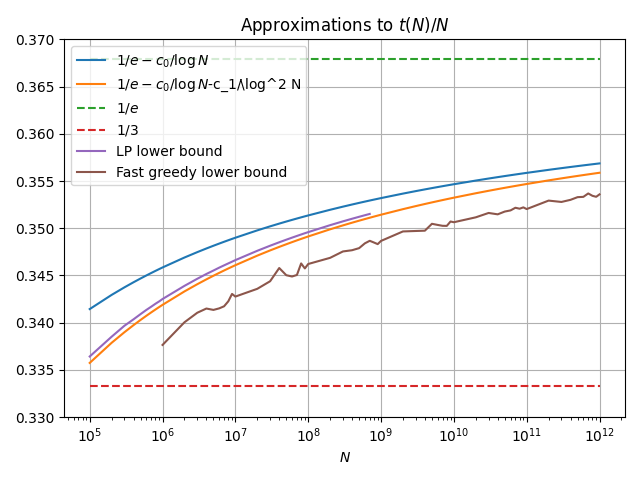 Approximations to t(N)/N
0.370
0.365
0.360
0.355
0.350
0.345
0.340
0.335
0.330
1/e − c₀/log N
1/e − c₀/log N-c_1/\log^2 N
1/e
1/3
LP lower bound
Fast greedy lower bound
10⁵ 10⁶ 10⁷ 10⁸ 10⁹ 10¹⁰ 10¹¹ 10¹²
N